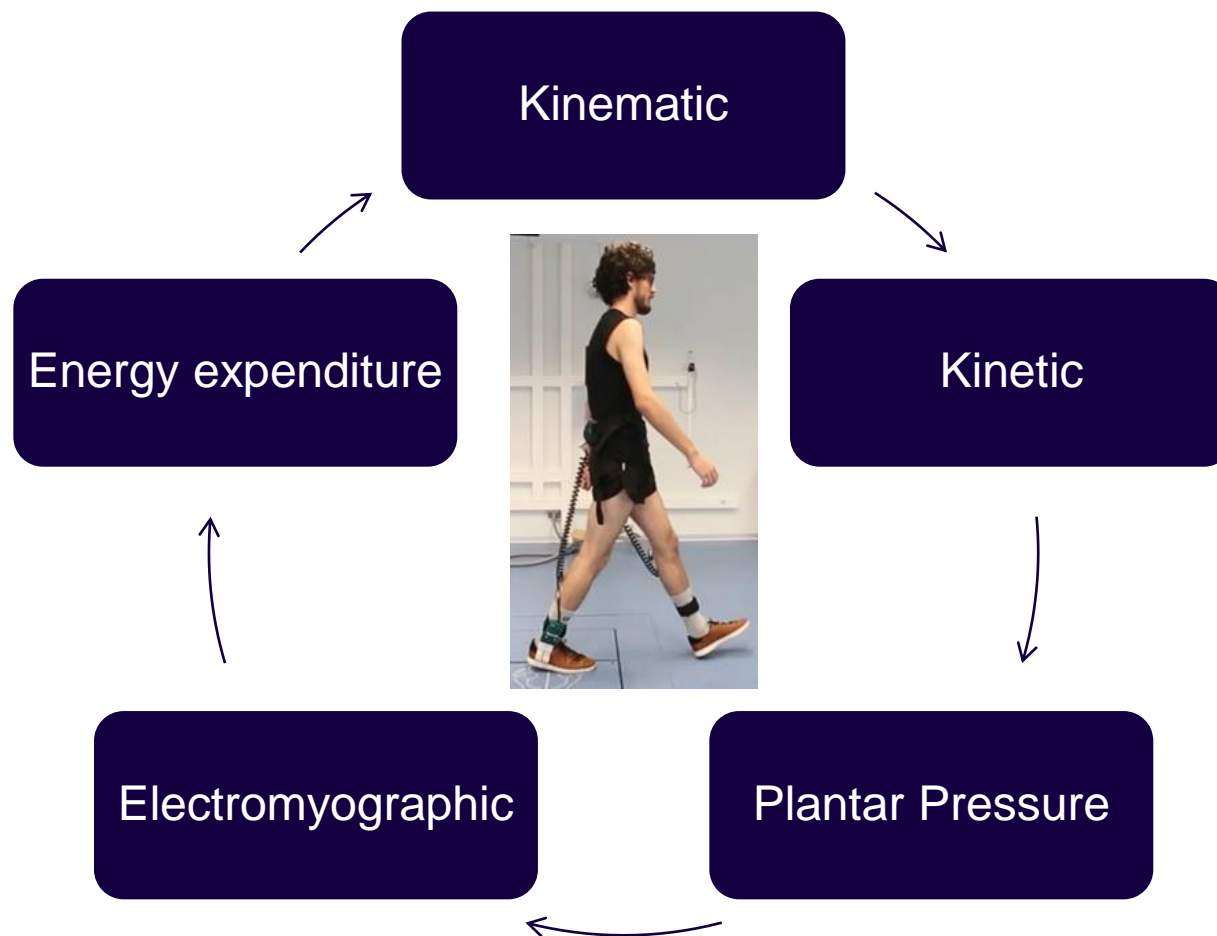 Kinematic
Kinetic
Plantar Pressure
Electromyographic
Energy expenditure